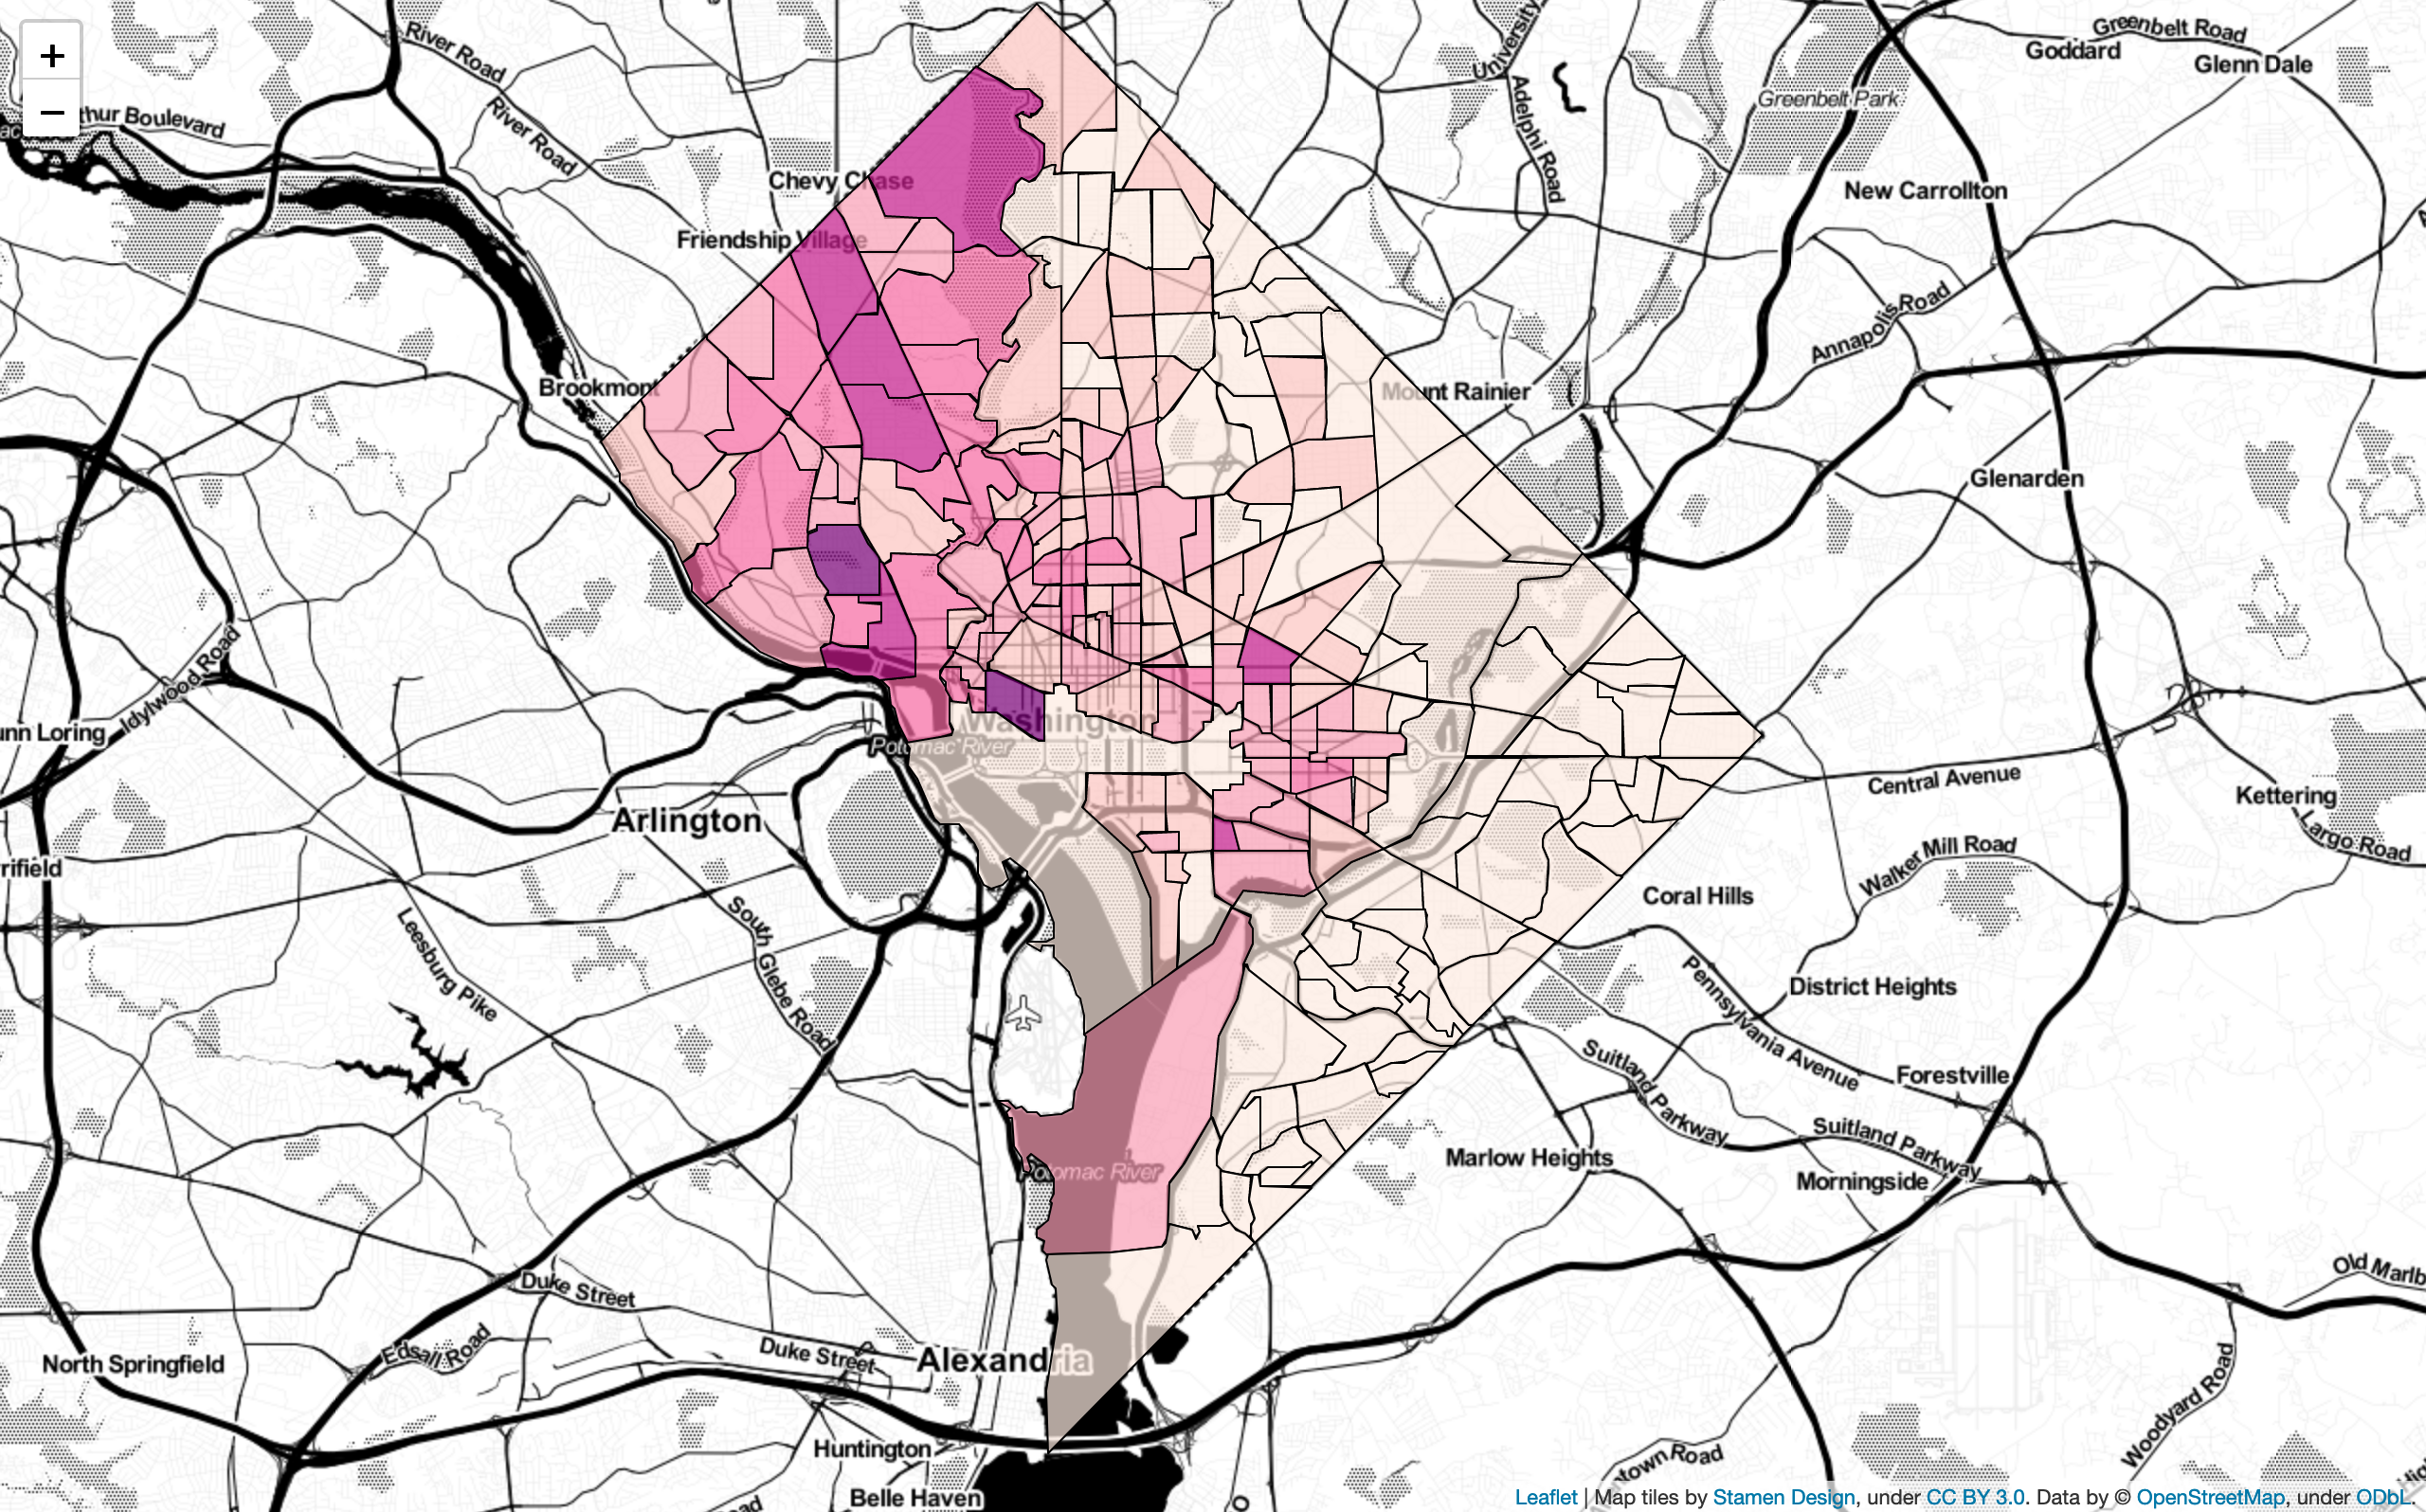 +
−
River Road
Greenbelt Road
Goddard
Glenn Dale
University
Adelphi Road
Greenbelt Park
thur Boulevard
River Road
Chevy Chase
New Carrollton
Friendship Village
Annapolis Road
Brookmont
Mount Rainier
Glenarden
Idylwood Road
unn Loring
Washington
Potomac River
Central Avenue
Kettering
Largo Road
Arlington
Walker Mill Road
rrifield
Coral Hills
Leesburg Pike
South Glebe Road
Pennsylvania Avenue
District Heights
Suitland Parkway
Forestville
Suitland Parkway
Marlow Heights
Morningside
Potomac River
Old Marlb
Duke Street
Edsall Road
Duke Street
Alexandria
North Springfield
Woodyard Road
Huntington
town Road
Belle Haven
oad
Leaflet | Map tiles by Stamen Design, under CC BY 3.0. Data by © OpenStreetMap, under ODbL.